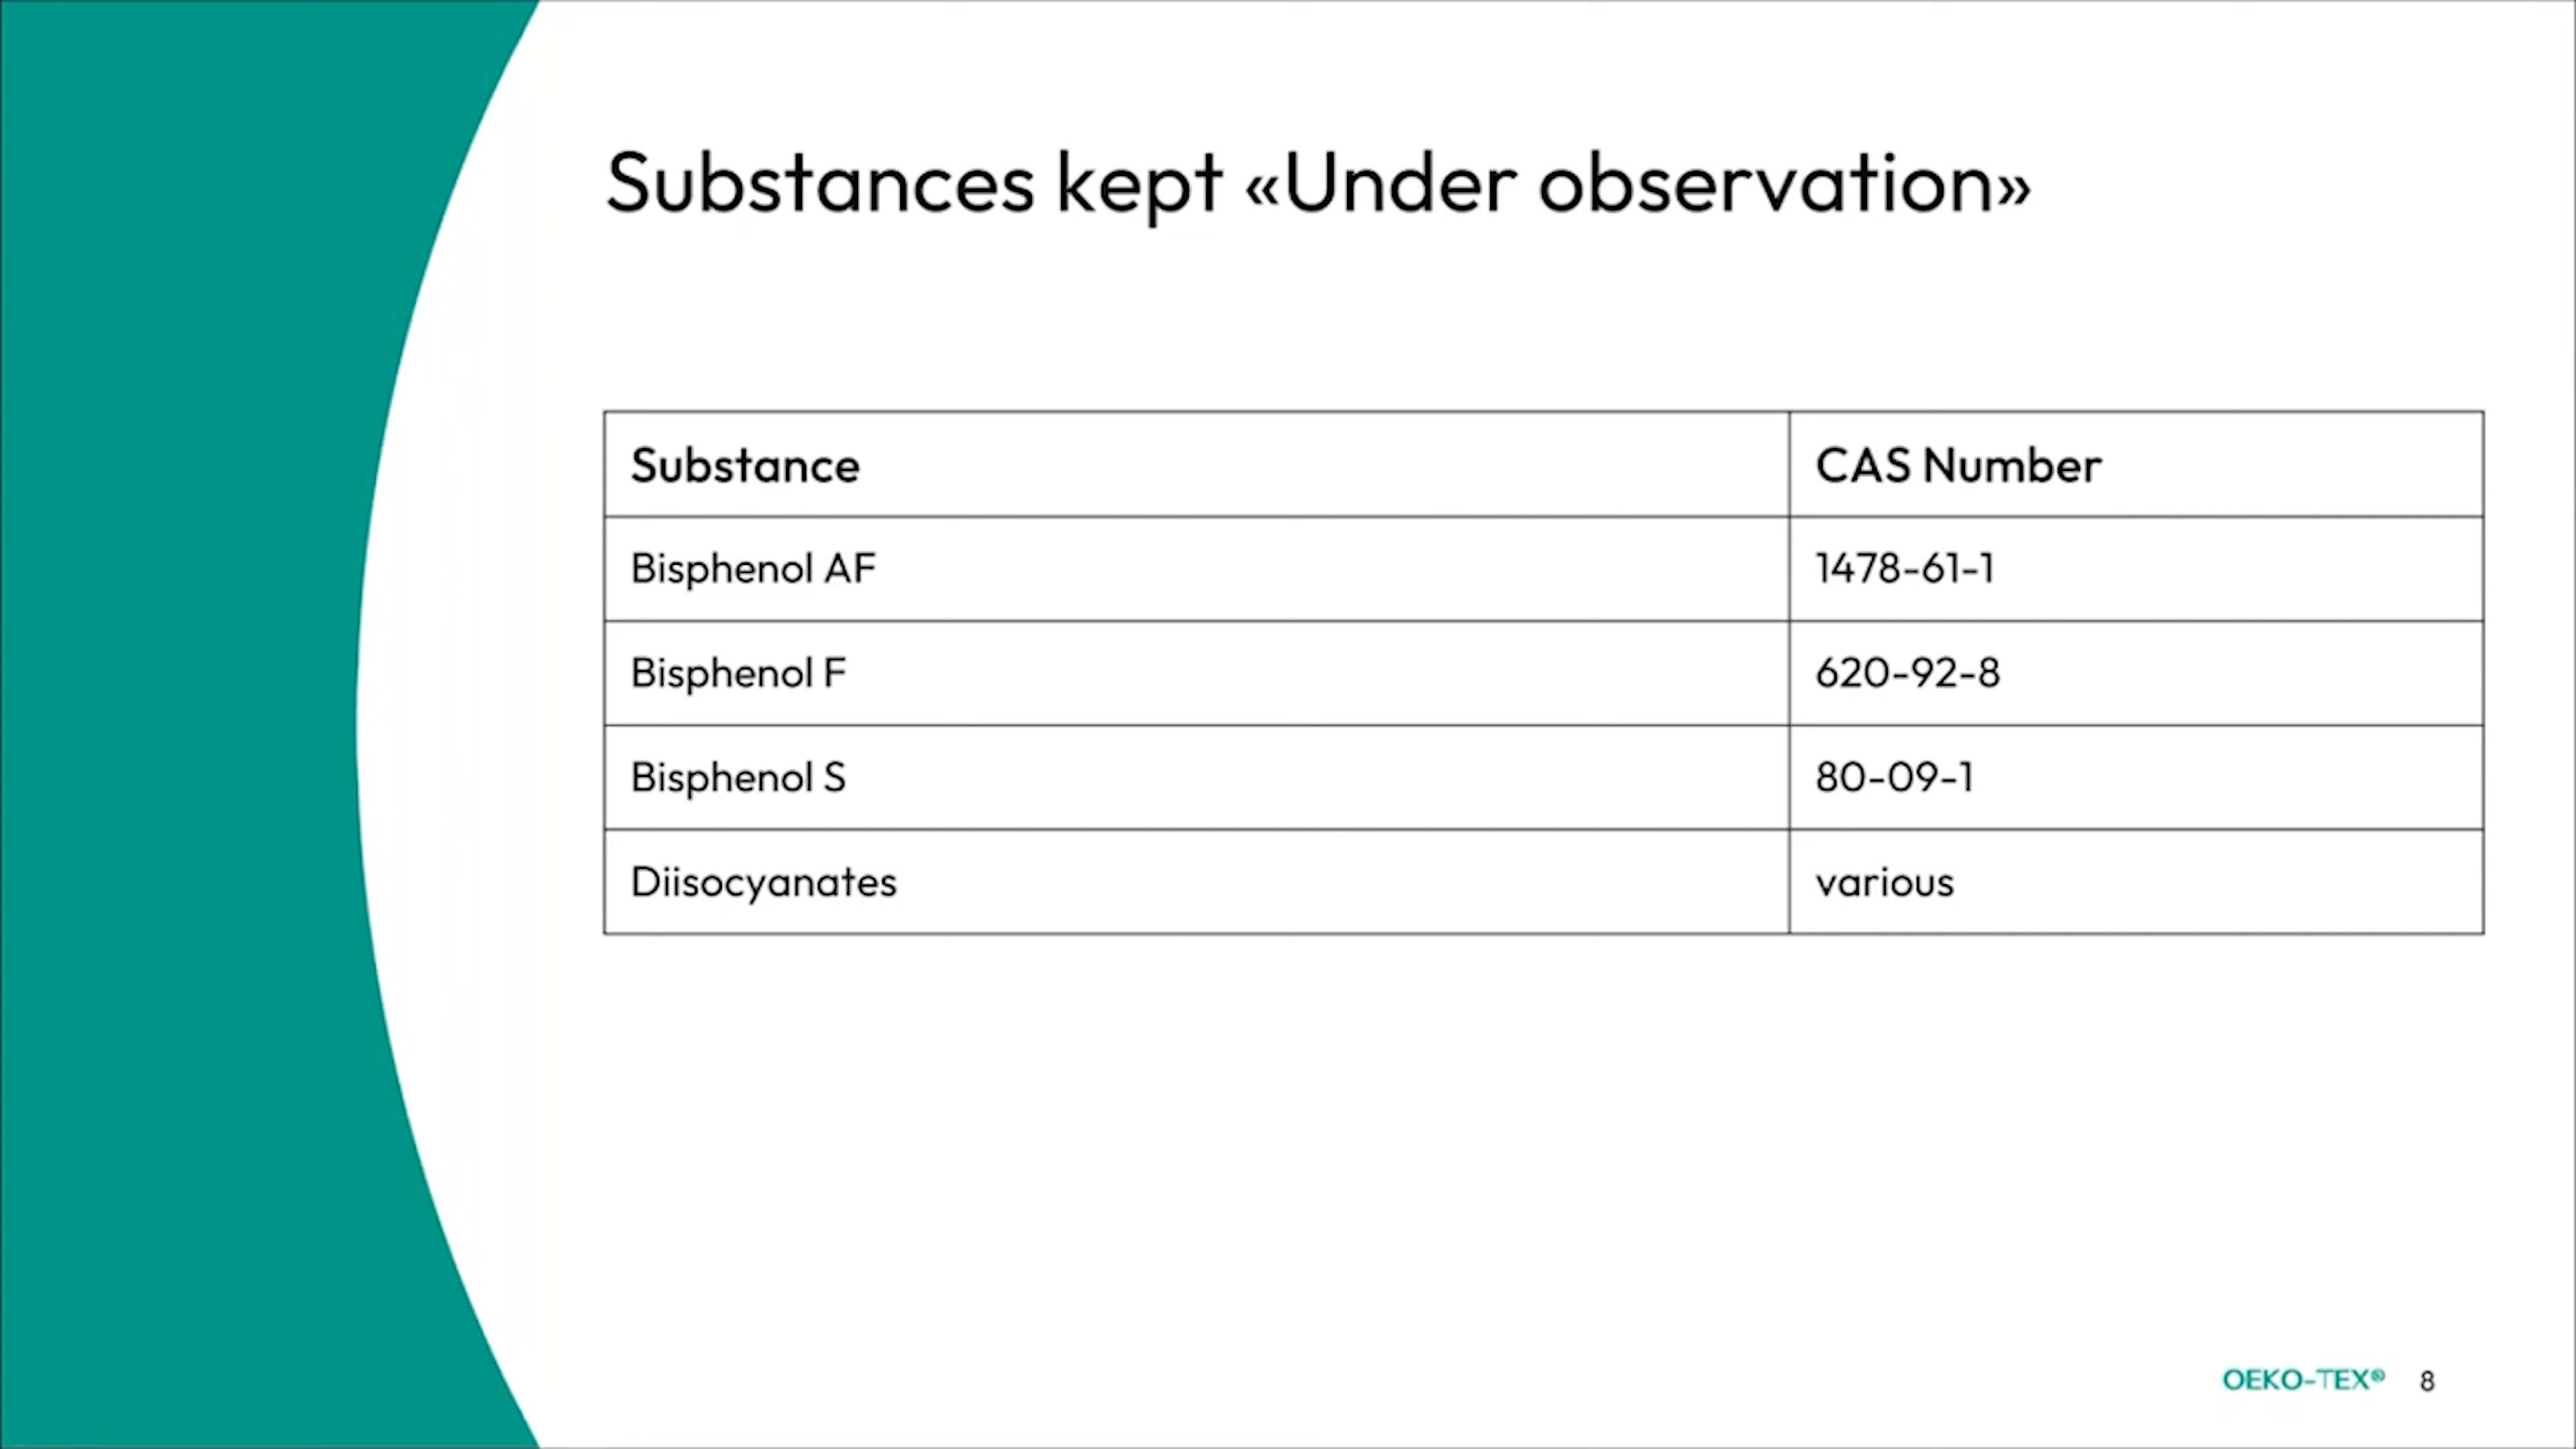 Substances kept «Under observation»
Substance CAS Number
Bisphenol AF 1478-61-1
Bisphenol F 620-92-8
Bisphenol S 80-09-1
Diisocyanates various
OEKO-TEX® 8